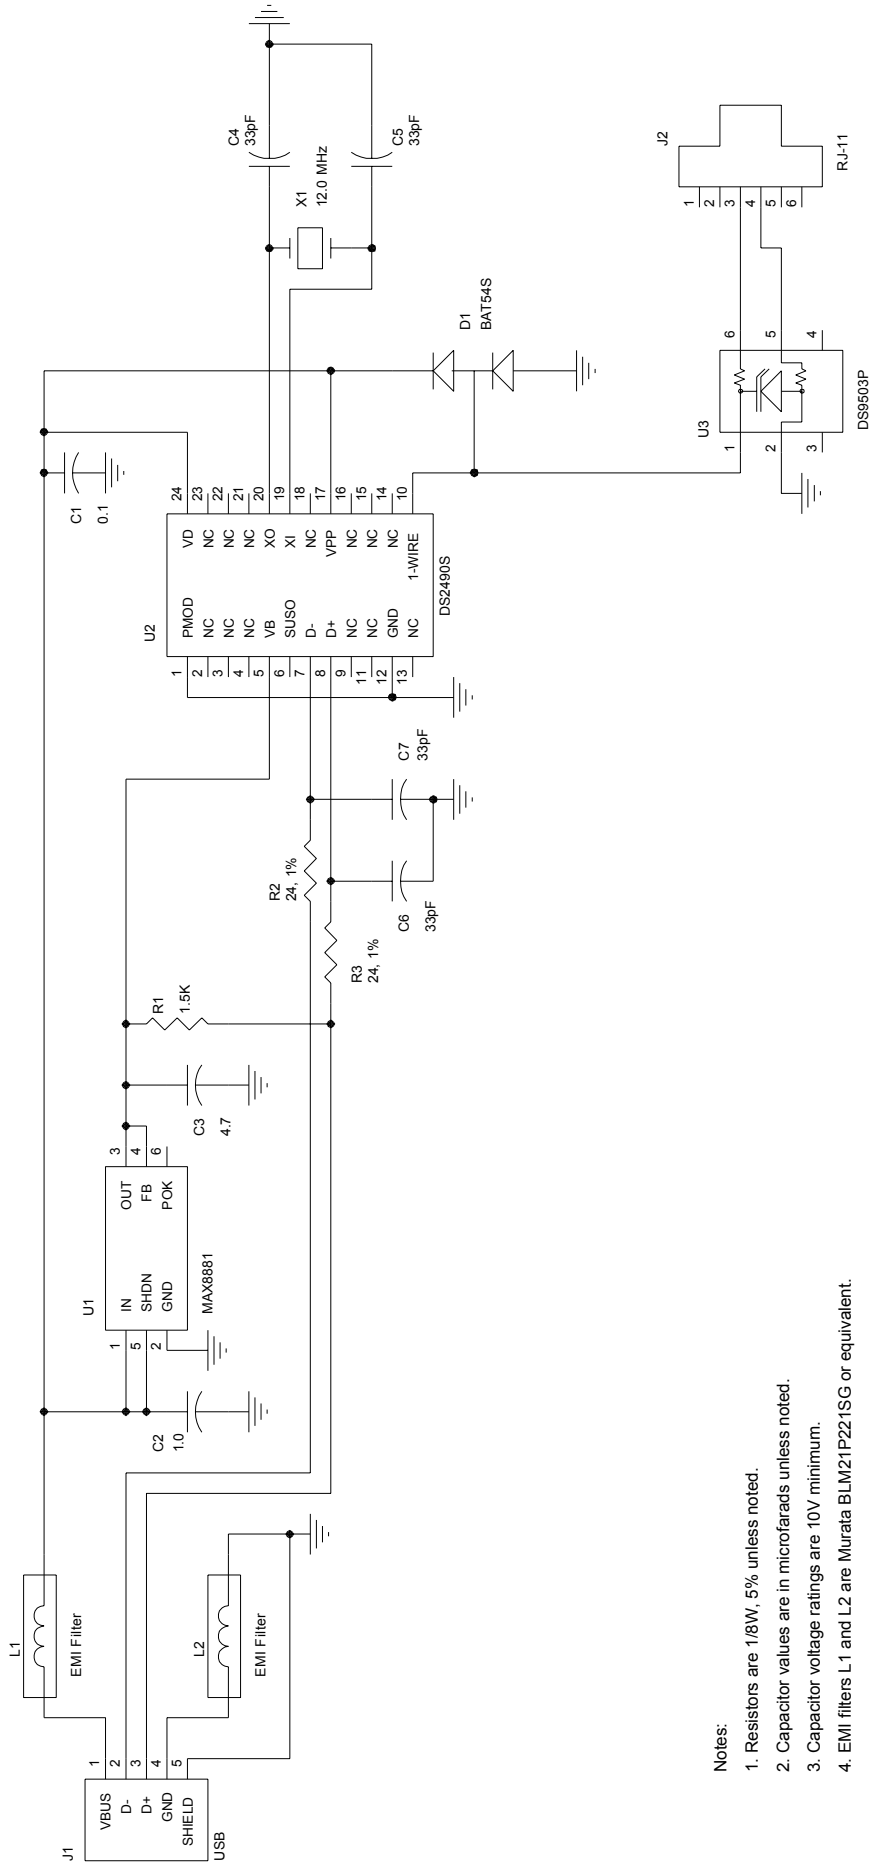 J1
VBUS 1
D- 2
D+ 3
GND 4
SHIELD 5
USB
L1
EMI Filter
L2
EMI Filter
C2
1.0
U1
1 IN
5 SHDN
2 GND
OUT 3
FB 4
POK 6
MAX8881
C3
4.7
R1
1.5K
R2
24, 1%
R3
24, 1%
C6
33pF
C7
33pF
U2
1 PMOD
2 NC
3 NC
4 NC
5 VB
6 SUSO
7 D-
8 D+
9 NC
11 NC
12 GND
13 NC
VD 24
NC 23
NC 22
NC 21
XO 20
XI 19
NC 18
VPP 17
NC 16
NC 15
NC 14
1-WIRE 10
DS2490S
C1
0.1
C4
33pF
X1
12.0 MHz
C5
33pF
D1
BAT54S
U3
1
2
3
6
5
4
DS9503P
J2
1
2
3
4
5
6
RJ-11
Notes:
1. Resistors are 1/8W, 5% unless noted.
2. Capacitor values are in microfarads unless noted.
3. Capacitor voltage ratings are 10V minimum.
4. EMI filters L1 and L2 are Murata BLM21P221SG or equivalent.